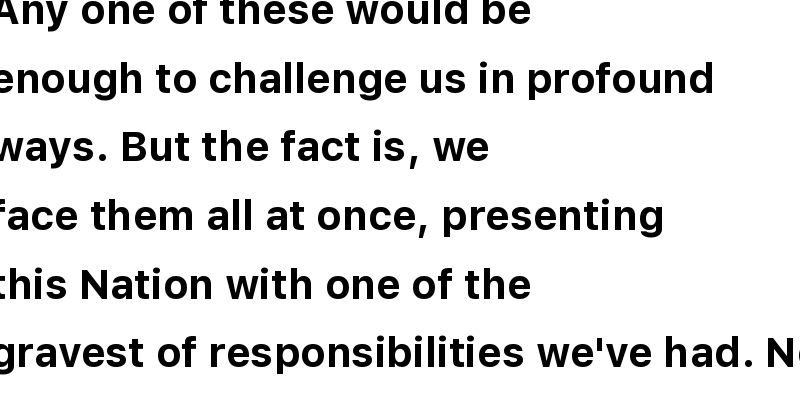 Any one of these would be
enough to challenge us in profound
ways. But the fact is, we
face them all at once, presenting
this Nation with one of the
gravest of responsibilities we've had.